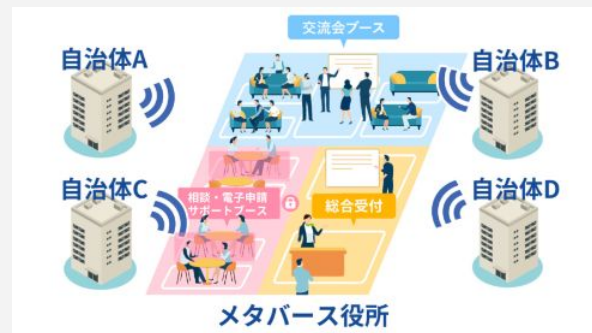 交流会ブース
自治体A
自治体B
自治体C
相談・電子申請
サポートブース
総合受付
自治体D
メタバース役所